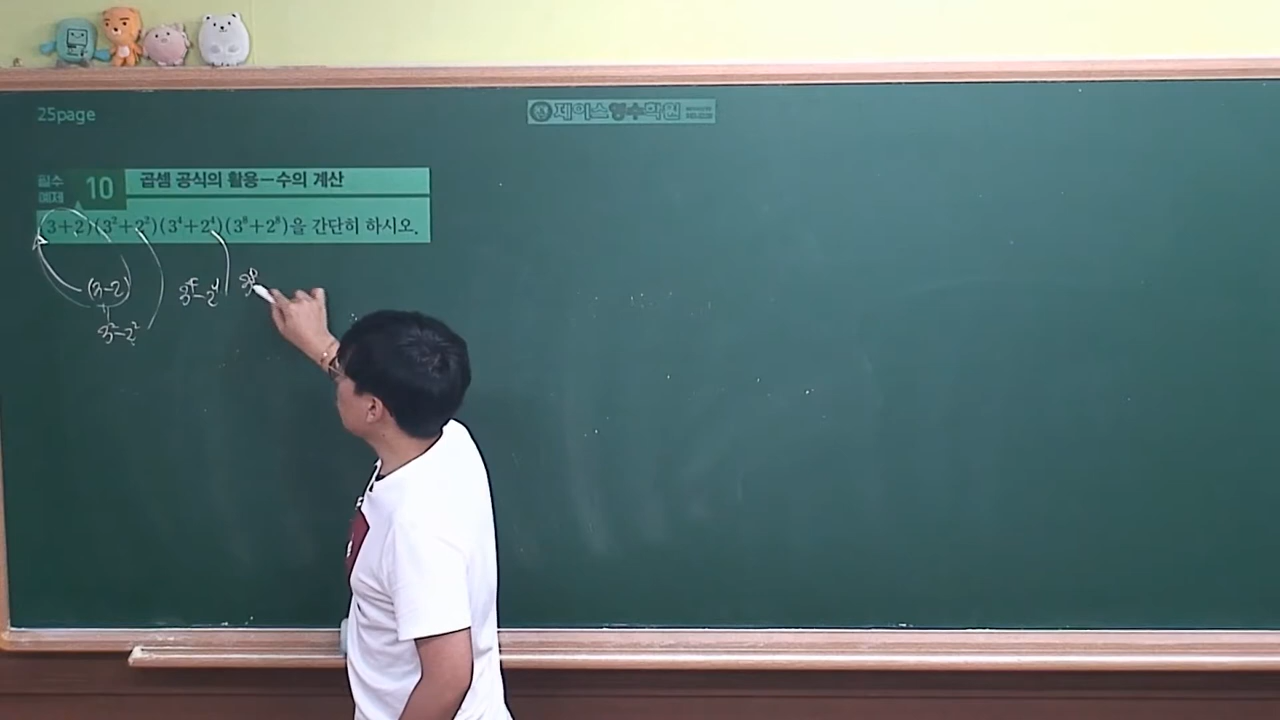 25page
제이스영수학원
필수 예제 10 곱셈 공식의 활용-수의 계산
(3+2)(3²+2²)(3⁴+2⁴)(3⁸+2⁸)을 간단히 하시오.
(3-2)
3⁴-2⁴
3⁸
3²-2²